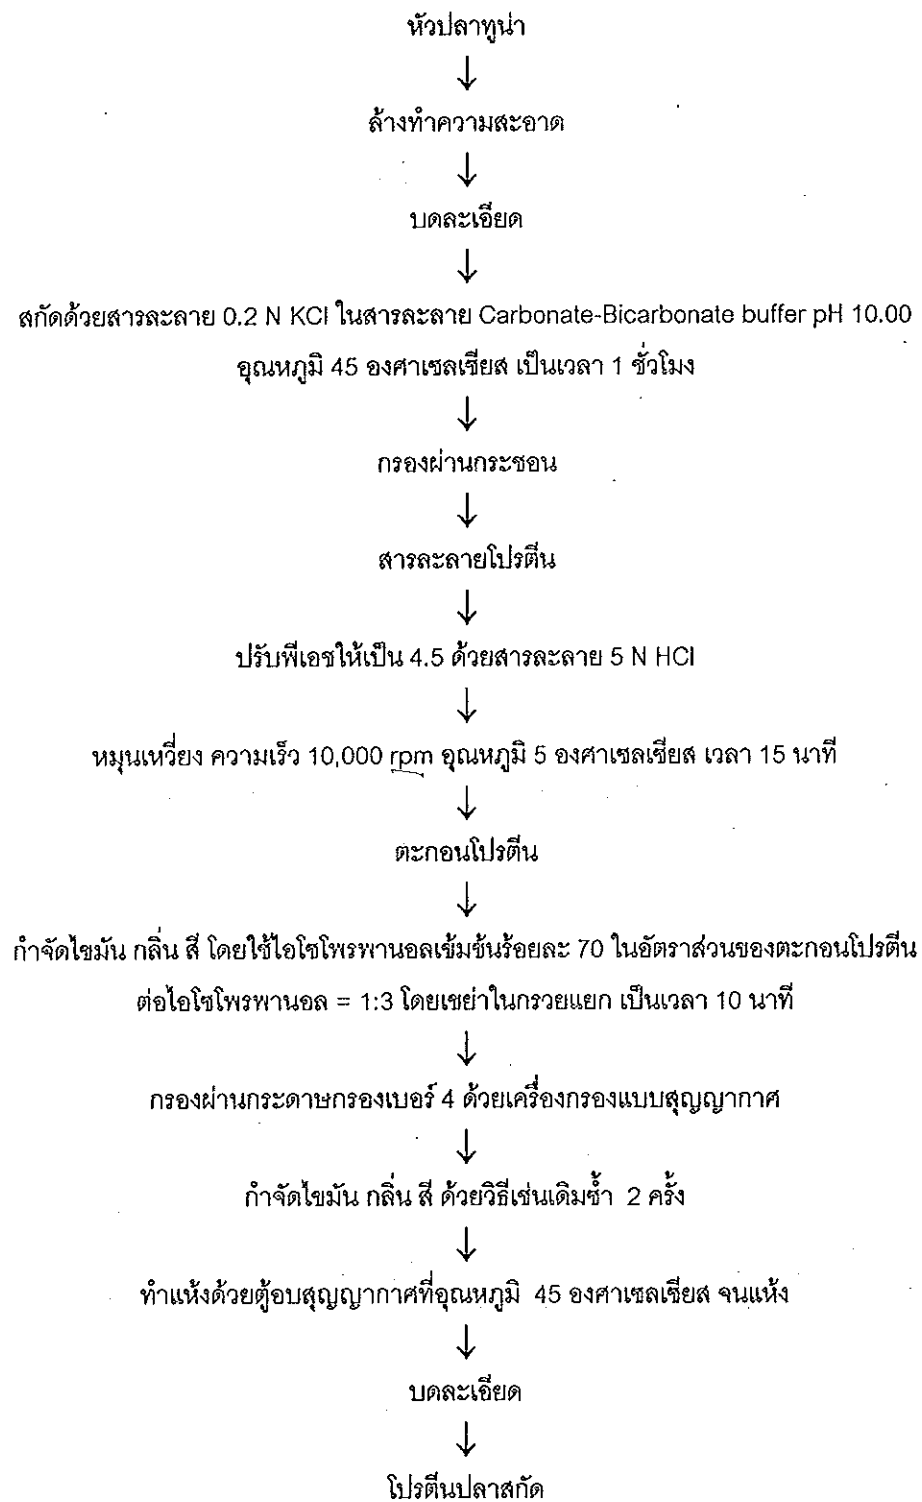 หัวปลาทูน่า
↓
ล้างทำความสะอาด
↓
บดละเอียด
↓
สกัดด้วยสารละลาย 0.2 N KCl ในสารละลาย Carbonate-Bicarbonate buffer pH 10.00
อุณหภูมิ 45 องศาเซลเซียส เป็นเวลา 1 ชั่วโมง
↓
กรองผ่านกระชอน
↓
สารละลายโปรตีน
↓
ปรับพีเอชให้เป็น 4.5 ด้วยสารละลาย 5 N HCl
↓
หมุนเหวี่ยง ความเร็ว 10,000 rpm อุณหภูมิ 5 องศาเซลเซียส เวลา 15 นาที
↓
ตะกอนโปรตีน
↓
กำจัดไขมัน กลิ่น สี โดยใช้ไอโซโพรพานอลเข้มข้นร้อยละ 70 ในอัตราส่วนของตะกอนโปรตีน
ต่อไอโซโพรพานอล = 1:3 โดยเขย่าในกรวยแยก เป็นเวลา 10 นาที
↓
กรองผ่านกระดาษกรองเบอร์ 4 ด้วยเครื่องกรองแบบสุญญากาศ
↓
กำจัดไขมัน กลิ่น สี ด้วยวิธีเช่นเดิมซ้ำ 2 ครั้ง
↓
ทำแห้งด้วยตู้อบสุญญากาศที่อุณหภูมิ 45 องศาเซลเซียส จนแห้ง
↓
บดละเอียด
↓
โปรตีนปลาสกัด